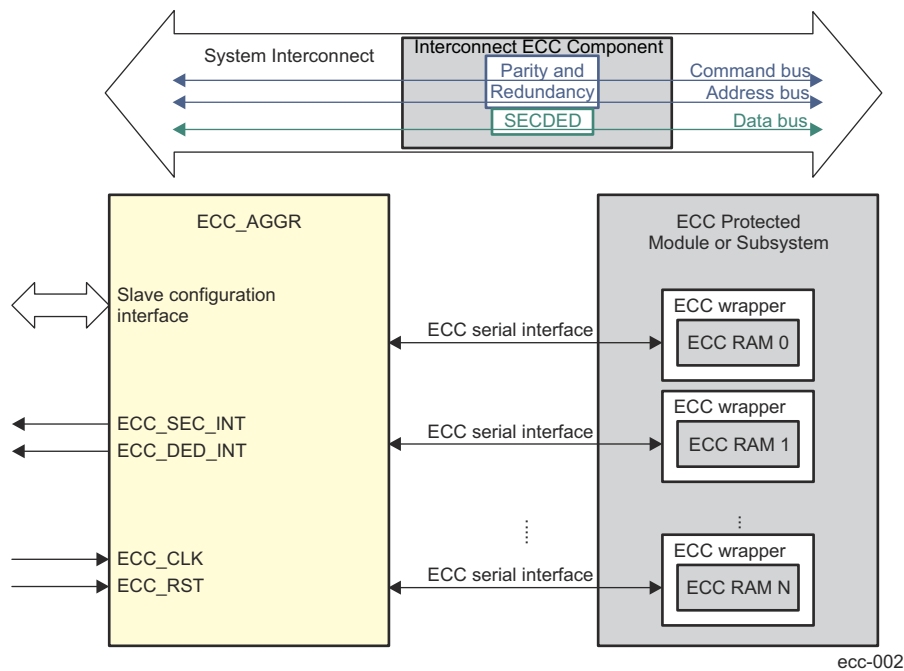 Interconnect ECC Component
System Interconnect
Parity and
Redundancy
Command bus
Address bus
SECDED
Data bus
ECC_AGGR
ECC Protected
Module or Subsystem
Slave configuration
interface
ECC serial interface
ECC wrapper
ECC RAM 0
ECC_SEC_INT
ECC_DED_INT
ECC serial interface
ECC wrapper
ECC RAM 1
ECC_CLK
ECC_RST
ECC serial interface
ECC wrapper
ECC RAM N
ecc-002